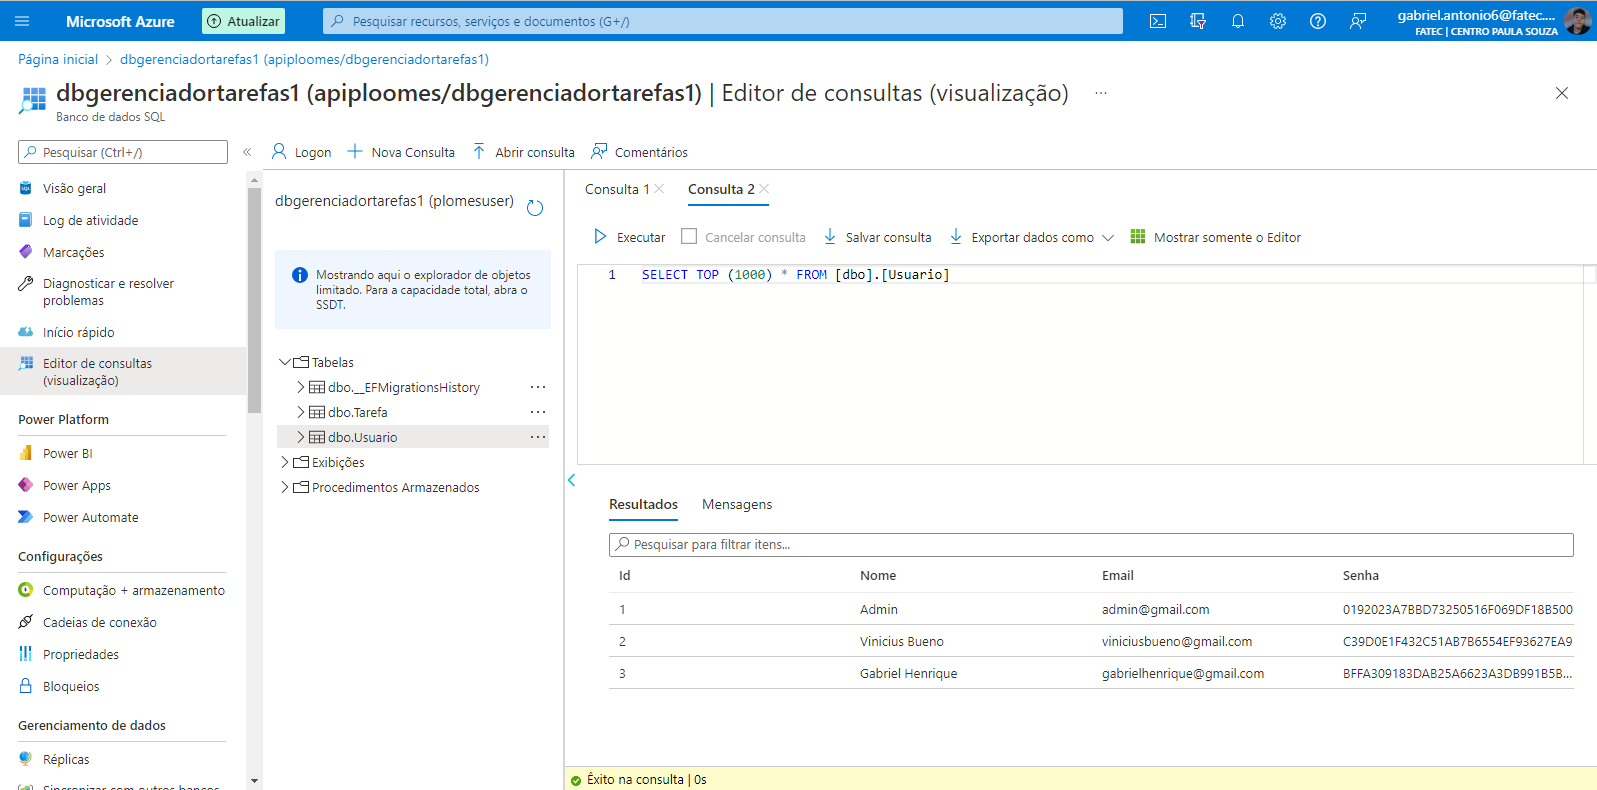 Microsoft Azure
Atualizar
Pesquisar recursos, serviços e documentos (G+/)
gabriel.antonio6@fatec....
FATEC | CENTRO PAULA SOUZA
Página inicial > dbgerenciadortarefas1 (apiploomes/dbgerenciadortarefas1)
dbgerenciadortarefas1 (apiploomes/dbgerenciadortarefas1) | Editor de consultas (visualização) ...
Banco de dados SQL
Pesquisar (Ctrl+/)
Visão geral
Log de atividade
Marcações
Diagnosticar e resolver
problemas
Início rápido
Editor de consultas
(visualização)
Power Platform
Power BI
Power Apps
Power Automate
Configurações
Computação + armazenamento
Cadeias de conexão
Propriedades
Bloqueios
Gerenciamento de dados
Réplicas
Sincronizar com outros bancos
Logon
Nova Consulta
Abrir consulta
Comentários
dbgerenciadortarefas1 (plomesuser)
Mostrando aqui o explorador de objetos
limitado. Para a capacidade total, abra o
SSDT.
Tabelas
dbo.__EFMigrationsHistory ...
dbo.Tarefa ...
dbo.Usuario ...
Exibições
Procedimentos Armazenados
Consulta 1
Consulta 2
Executar
Cancelar consulta
Salvar consulta
Exportar dados como
Mostrar somente o Editor
1 SELECT TOP (1000) * FROM [dbo].[Usuario]
Resultados
Mensagens
Pesquisar para filtrar itens...
Id Nome Email Senha
1 Admin admin@gmail.com 0192023A7BBD73250516F069DF18B500
2 Vinicius Bueno viniciusbueno@gmail.com C39D0E1F432C51AB7B6554EF93627EA9
3 Gabriel Henrique gabrielhenrique@gmail.com BFFA309183DAB25A6623A3DB991B5B...
Êxito na consulta | 0s